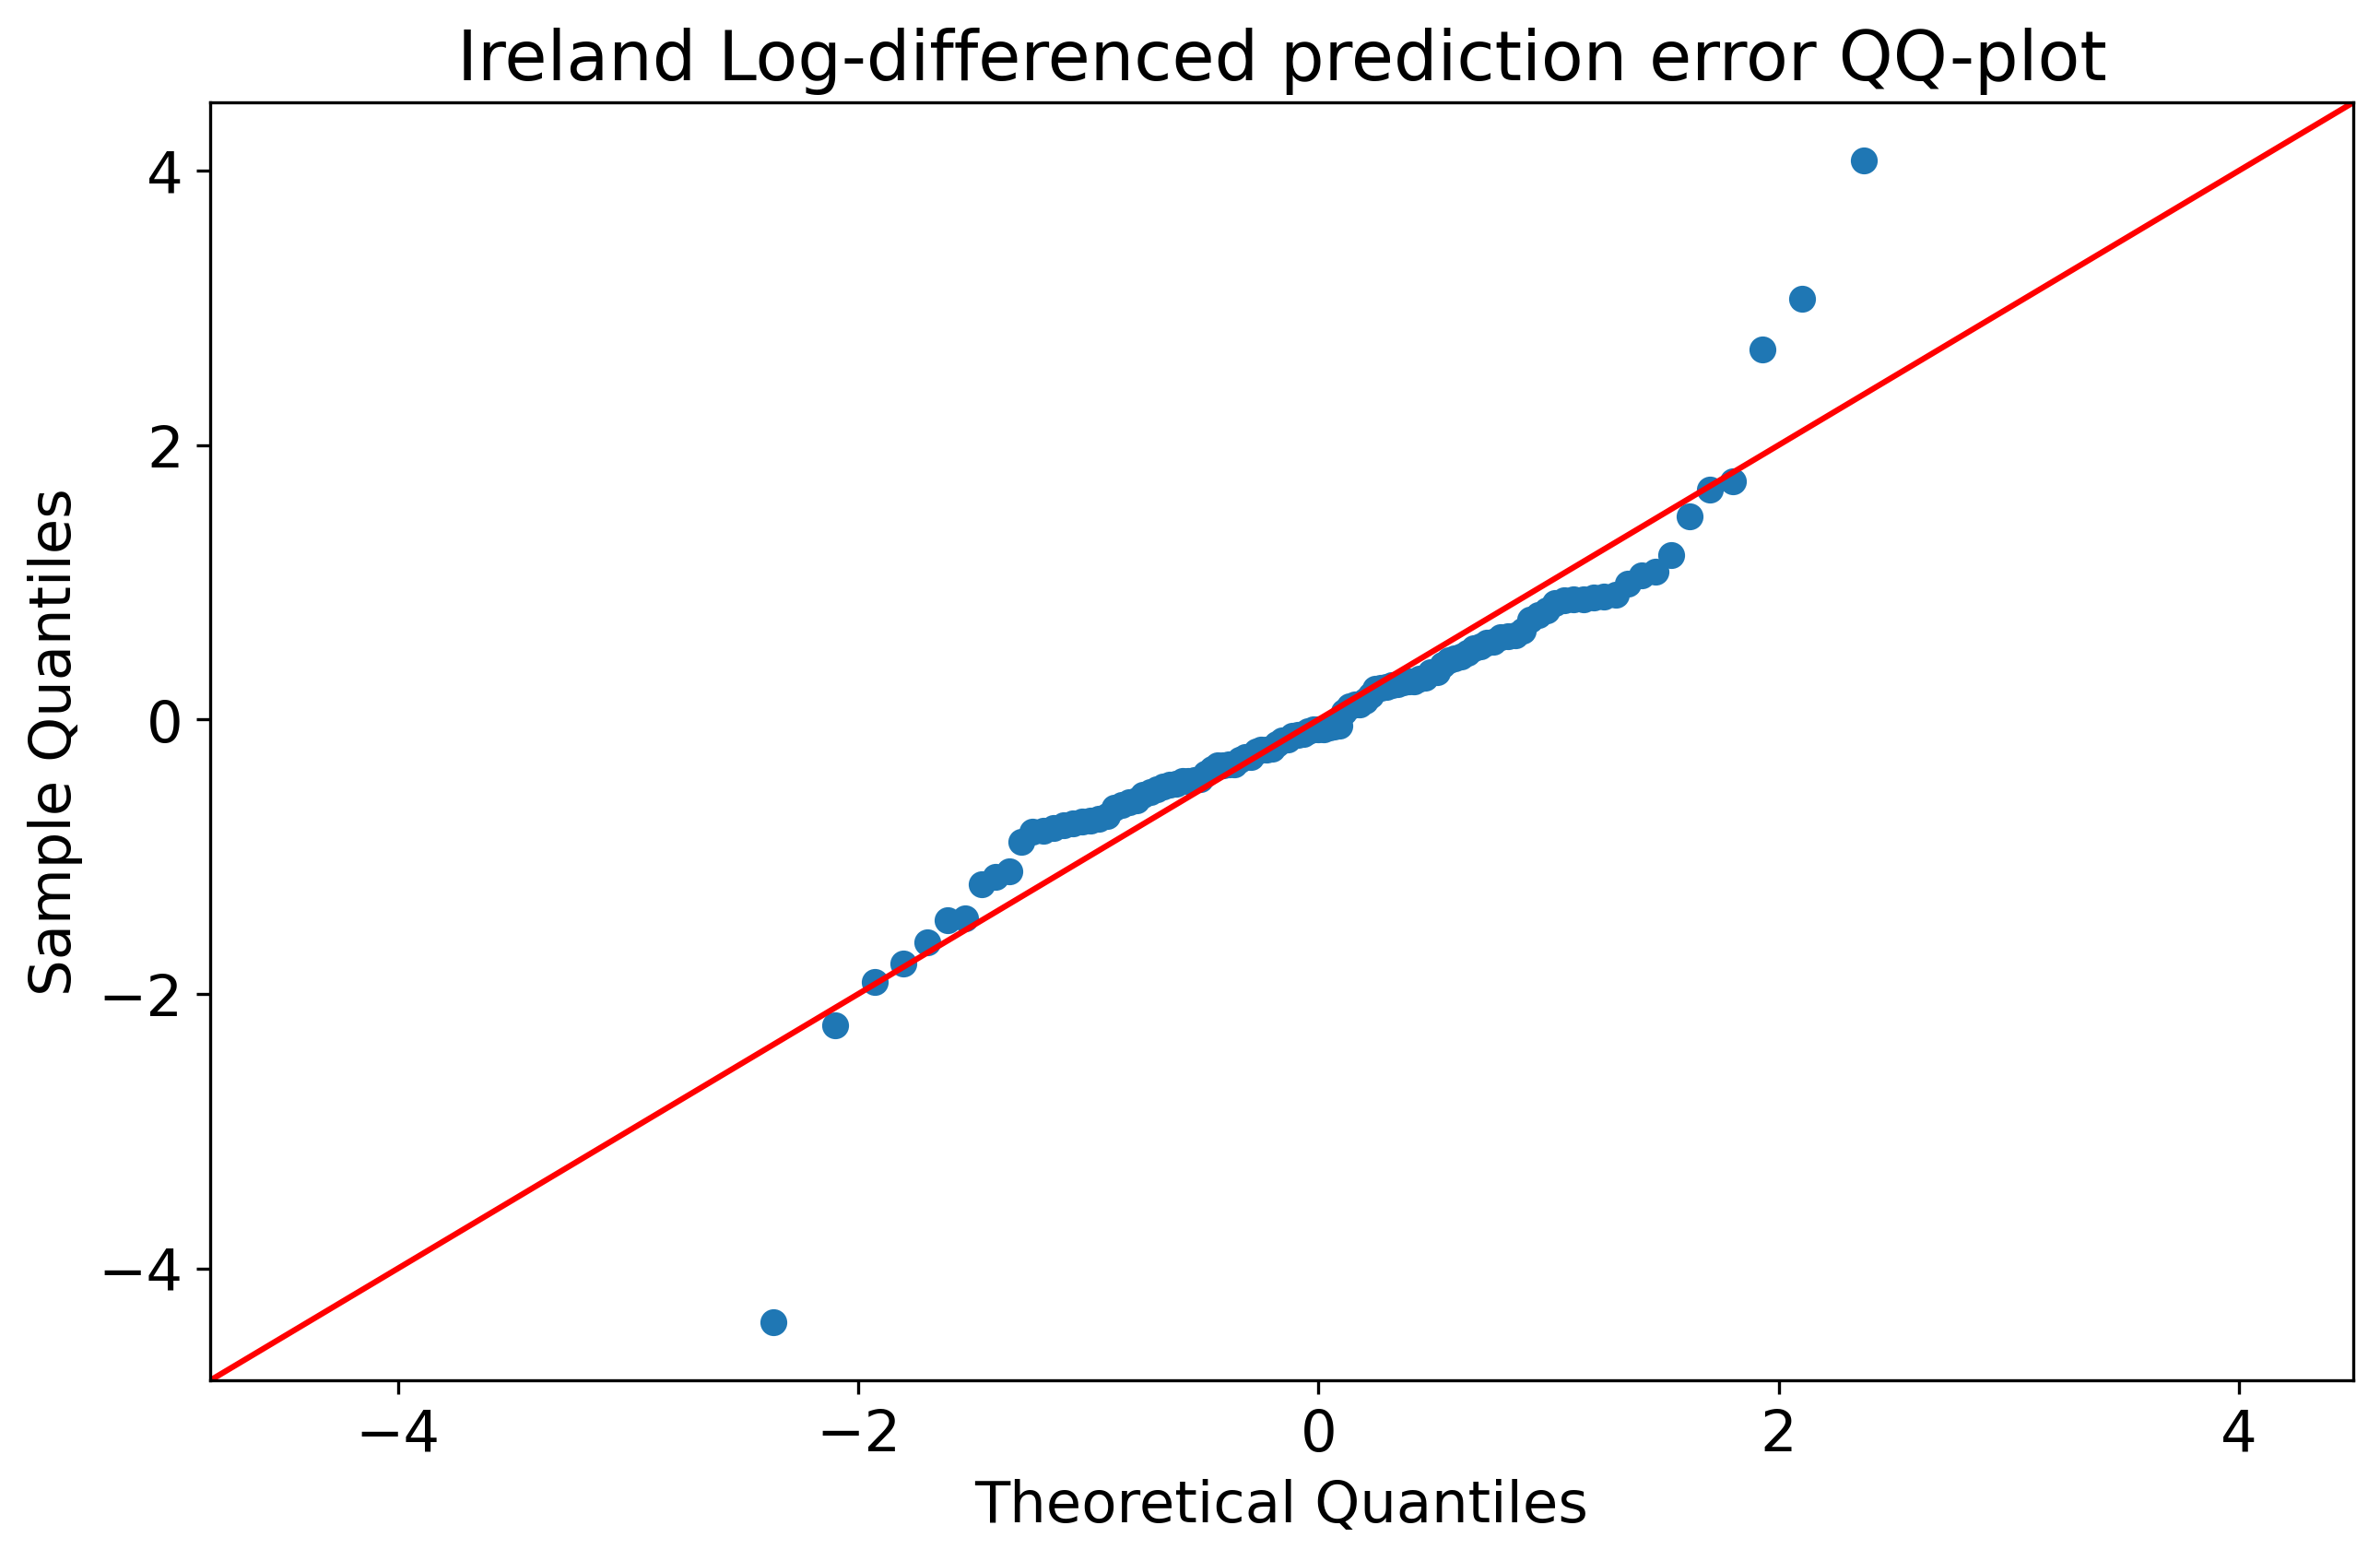 Ireland Log-differenced prediction error QQ-plot
4
2
0
−2
−4
Sample Quantiles
−4 −2 0 2 4
Theoretical Quantiles